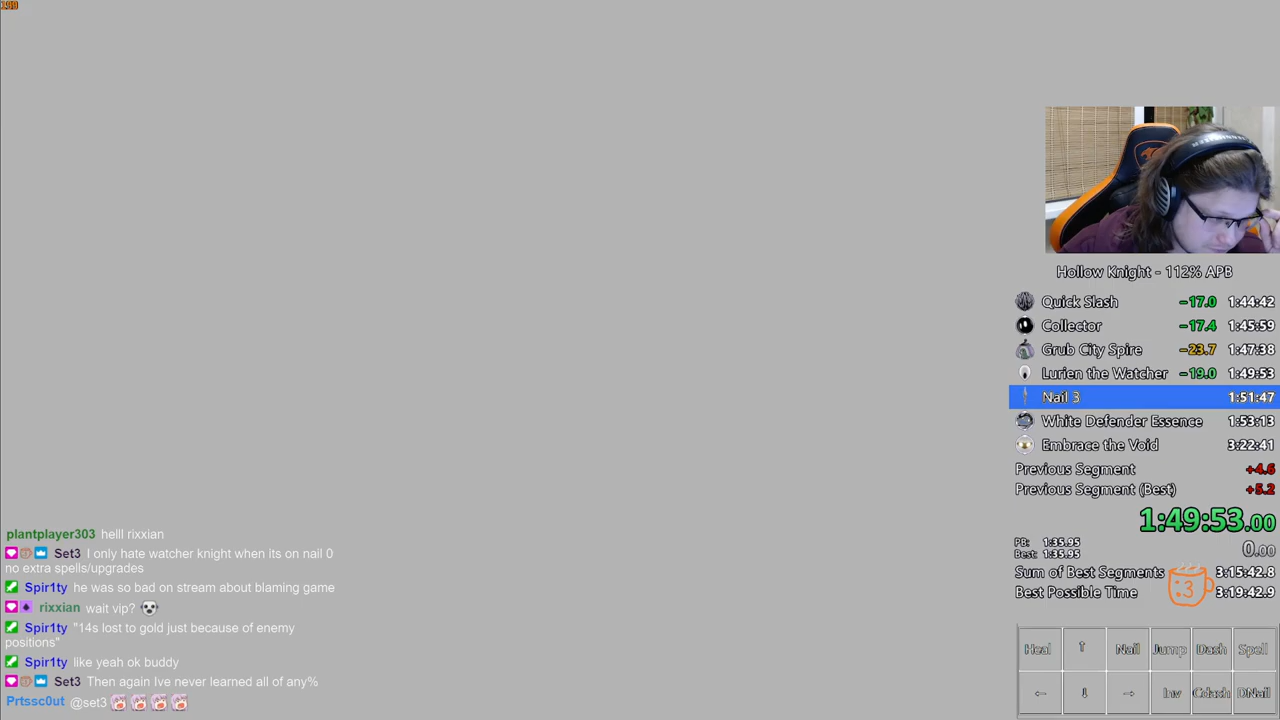 Hollow Knight - 112% APB
Quick Slash -17.0 1:44:42
Collector -17.4 1:45:59
Grub City Spire -23.7 1:47:38
Lurien the Watcher -19.0 1:49:53
Nail 3 1:51:47
White Defender Essence 1:53:13
Embrace the Void 3:22:41
Previous Segment +4.6
Previous Segment (Best) +5.2
1:49:53.00
PB: 1:35.95
Best: 1:35.95
0.00
Sum of Best Segments 3:15:42.8
Best Possible Time 3:19:42.9
:3
plantplayer303 helll rixxian
Set3 I only hate watcher knight when its on nail 0
no extra spells/upgrades
Spir1ty he was so bad on stream about blaming game
rixxian wait vip?
Spir1ty "14s lost to gold just because of enemy
positions"
Spir1ty like yeah ok buddy
Set3 Then again Ive never learned all of any%
Prtssc0ut @set3
Heal ↑ Nail Jump Dash Spell
← ↓ → Inv Cdash DNail